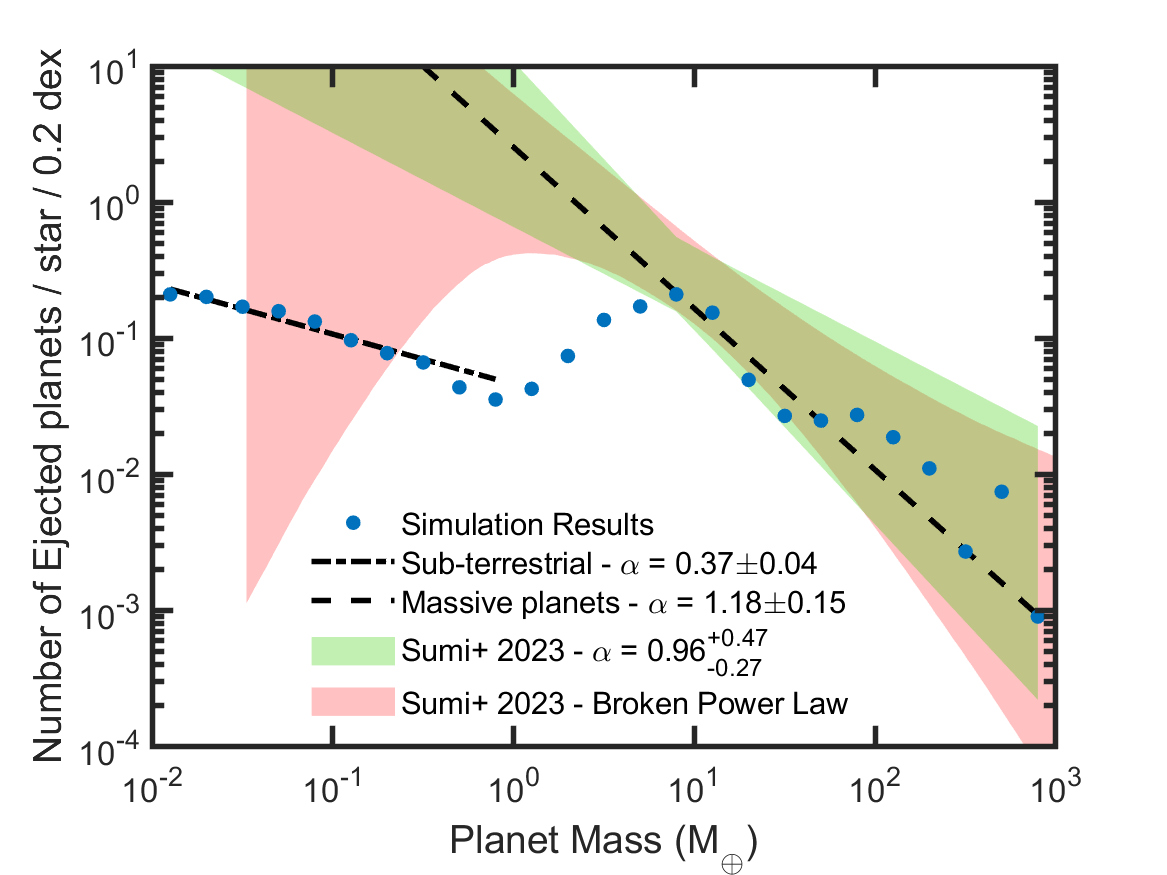 Number of Ejected planets / star / 0.2 dex
10^1
10^0
10^-1
10^-2
10^-3
10^-4
Simulation Results
Sub-terrestrial - α = 0.37±0.04
Massive planets - α = 1.18±0.15
Sumi+ 2023 - α = 0.96^{+0.47}_{-0.27}
Sumi+ 2023 - Broken Power Law
10^-2 10^-1 10^0 10^1 10^2 10^3
Planet Mass (M_⊕)